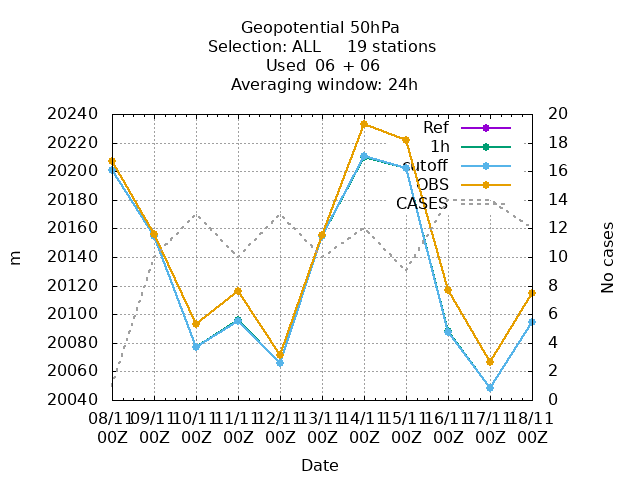 Geopotential 50hPa
Selection: ALL     19 stations
Used  06 + 06
Averaging window: 24h
20240
20220
20200
20180
20160
20140
20120
20100
20080
20060
20040
m
20
18
16
14
12
10
8
6
4
2
0
No cases
Ref
1h
cutoff
OBS
CASES
08/11 09/11 10/11 11/11 12/11 13/11 14/11 15/11 16/11 17/11 18/11
00Z 00Z 00Z 00Z 00Z 00Z 00Z 00Z 00Z 00Z 00Z
Date